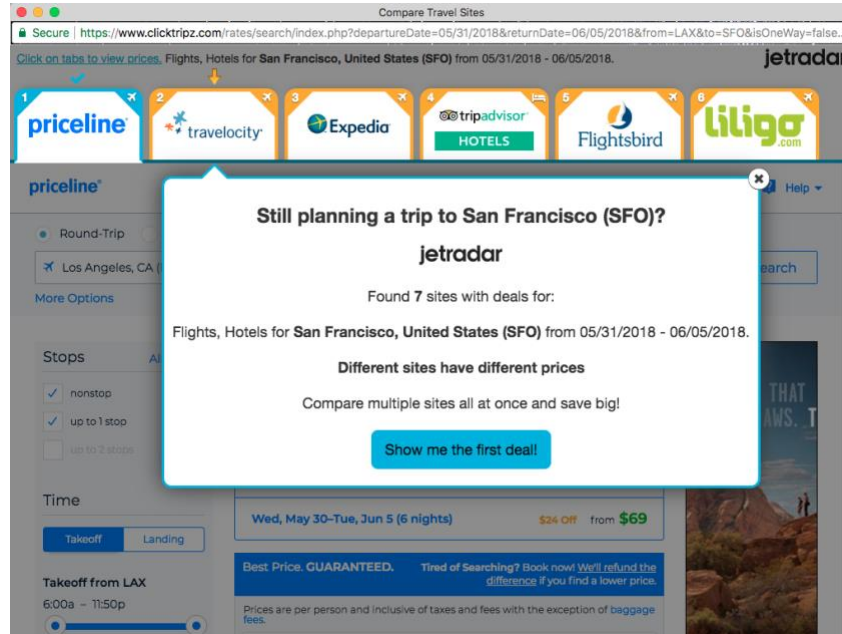 Compare Travel Sites
Secure | https://www.clicktripz.com/rates/search/index.php?departureDate=05/31/2018&returnDate=06/05/2018&from=LAX&to=SFO&isOneWay=false...
Click on tabs to view prices. Flights, Hotels for San Francisco, United States (SFO) from 05/31/2018 - 06/05/2018.
jetradar
1 priceline
2 travelocity
3 Expedia
4 tripadvisor HOTELS
5 Flightsbird
6 liligo.com
priceline
Help
Still planning a trip to San Francisco (SFO)?
jetradar
Found 7 sites with deals for:
Flights, Hotels for San Francisco, United States (SFO) from 05/31/2018 - 06/05/2018.
Different sites have different prices
Compare multiple sites all at once and save big!
Show me the first deal!
Round-Trip
Los Angeles, CA
More Options
Stops
nonstop
up to 1 stop
up to 2 stops
Time
Takeoff Landing
Takeoff from LAX
6:00a - 11:50p
Wed, May 30-Tue, Jun 5 (6 nights) $24 Off from $69
Best Price. GUARANTEED. Tired of Searching? Book now! We'll refund the
difference if you find a lower price.
Prices are per person and inclusive of taxes and fees with the exception of baggage
fees.
THAT